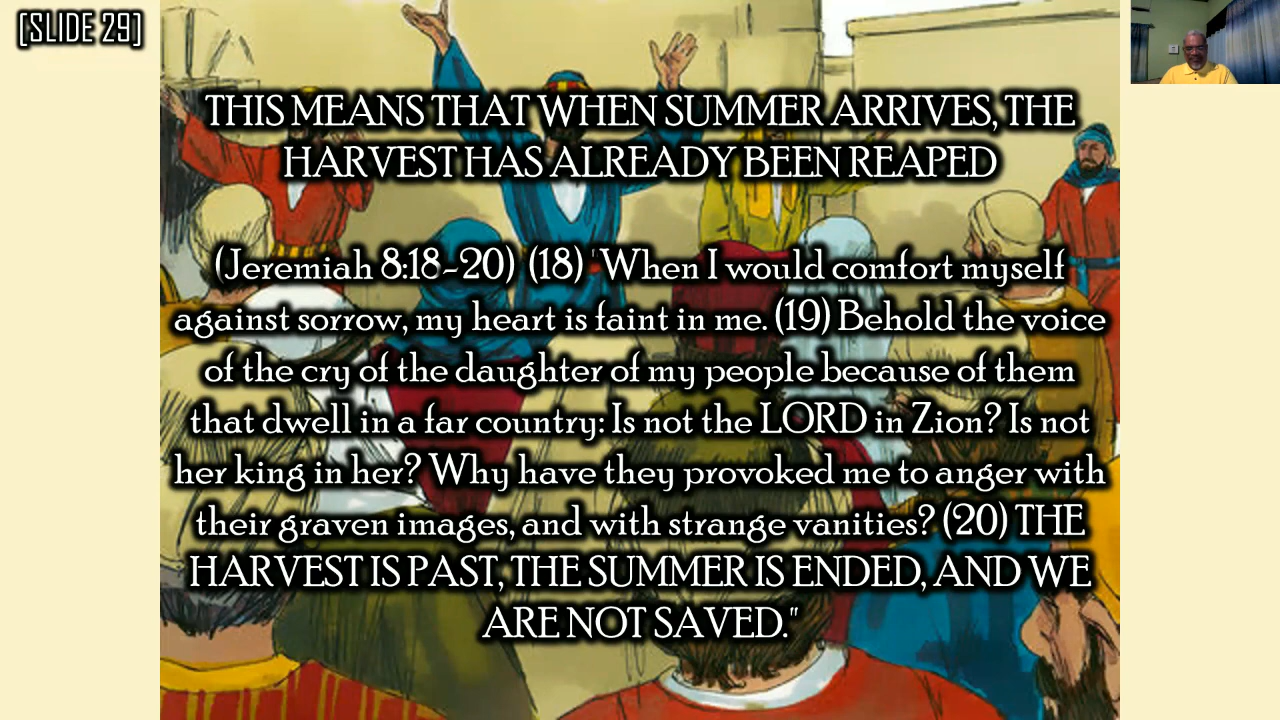 [SLIDE 29]
THIS MEANS THAT WHEN SUMMER ARRIVES, THE
HARVEST HAS ALREADY BEEN REAPED
(Jeremiah 8:18-20) (18) "When I would comfort myself
against sorrow, my heart is faint in me. (19) Behold the voice
of the cry of the daughter of my people because of them
that dwell in a far country: Is not the LORD in Zion? Is not
her king in her? Why have they provoked me to anger with
their graven images, and with strange vanities? (20) THE
HARVEST IS PAST, THE SUMMER IS ENDED, AND WE
ARE NOT SAVED."